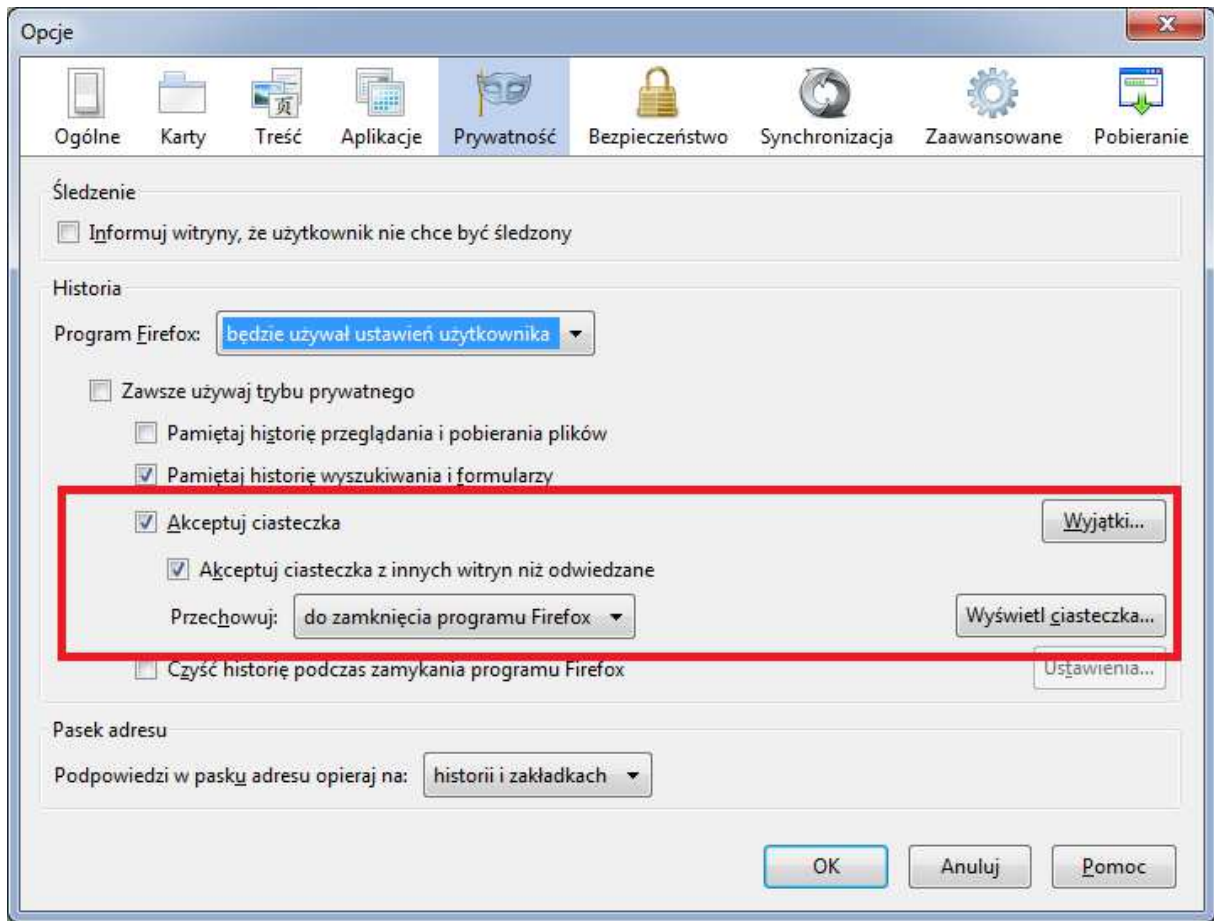 Opcje
Ogólne Karty Treść Aplikacje Prywatność Bezpieczeństwo Synchronizacja Zaawansowane Pobieranie
页
Śledzenie
Informuj witryny, że użytkownik nie chce być śledzony
Historia
Program Firefox: będzie używał ustawień użytkownika
Zawsze używaj trybu prywatnego
Pamiętaj historię przeglądania i pobierania plików
Pamiętaj historię wyszukiwania i formularzy
Akceptuj ciasteczka Wyjątki...
Akceptuj ciasteczka z innych witryn niż odwiedzane
Przechowuj: do zamknięcia programu Firefox Wyświetl ciasteczka...
Czyść historię podczas zamykania programu Firefox Ustawienia...
Pasek adresu
Podpowiedzi w pasku adresu opieraj na: historii i zakładkach
OK Anuluj Pomoc